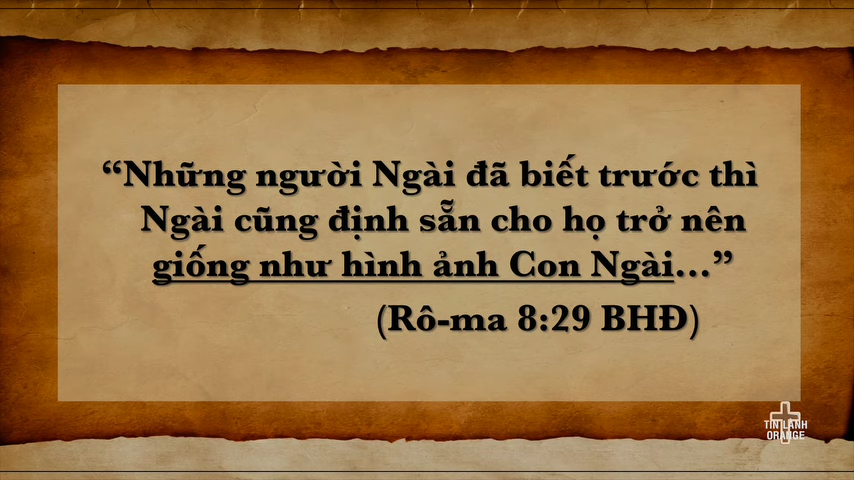 “Những người Ngài đã biết trước thì
Ngài cũng định sẵn cho họ trở nên
giống như hình ảnh Con Ngài...”
(Rô-ma 8:29 BHĐ)
TIN LANH
ORANGE